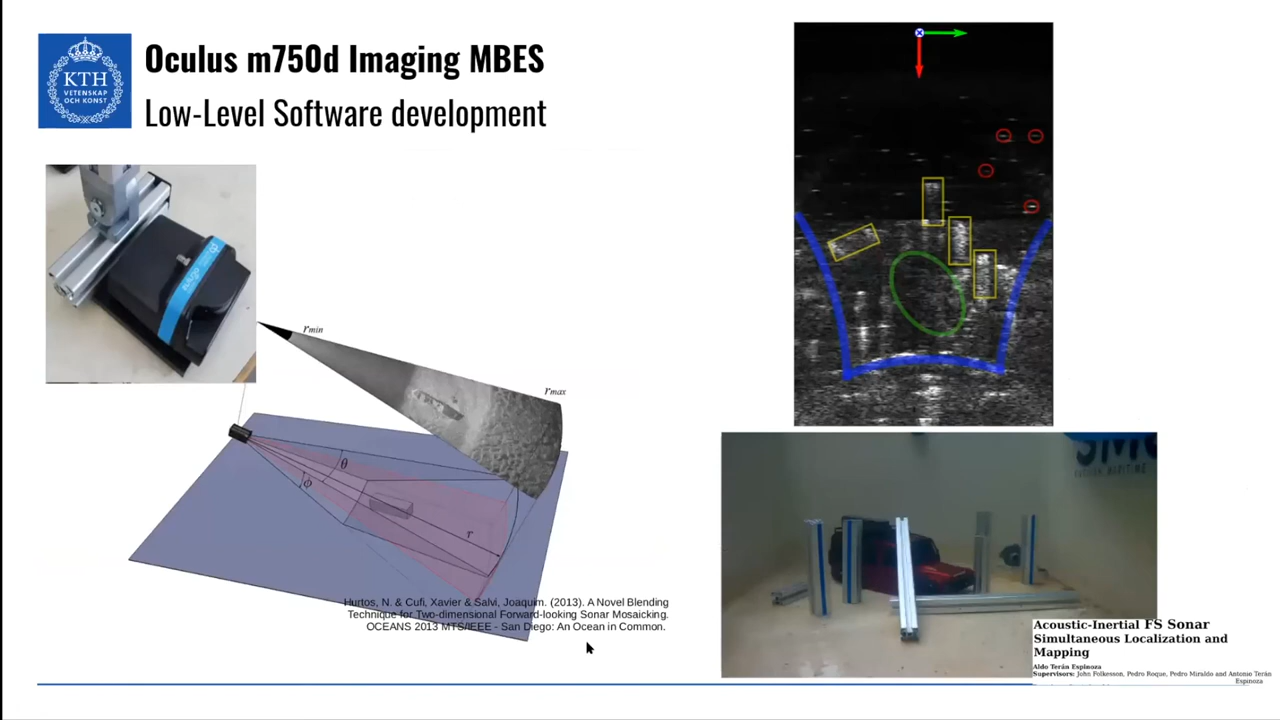 Oculus m750d Imaging MBES
Low-Level Software development
KTH
VETENSKAP
OCH KONST
rmin
rmax
θ
ϕ
r
Hurtos, N. & Cufi, Xavier & Salvi, Joaquim. (2013). A Novel Blending
Technique for Two-dimensional Forward-looking Sonar Mosaicking.
OCEANS 2013 MTS/IEEE - San Diego: An Ocean in Common.
Acoustic-Inertial FS Sonar
Simultaneous Localization and
Mapping
Aldo Terán Espinoza
Supervisors: John Folkesson, Pedro Roque, Pedro Miraldo and Antonio Terán
Espinoza